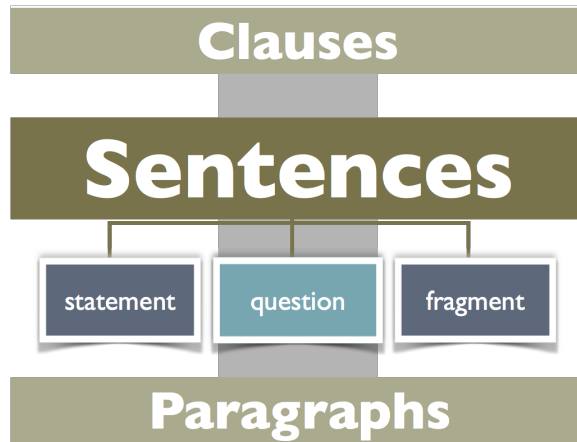 Clauses
Sentences
statement question fragment
Paragraphs